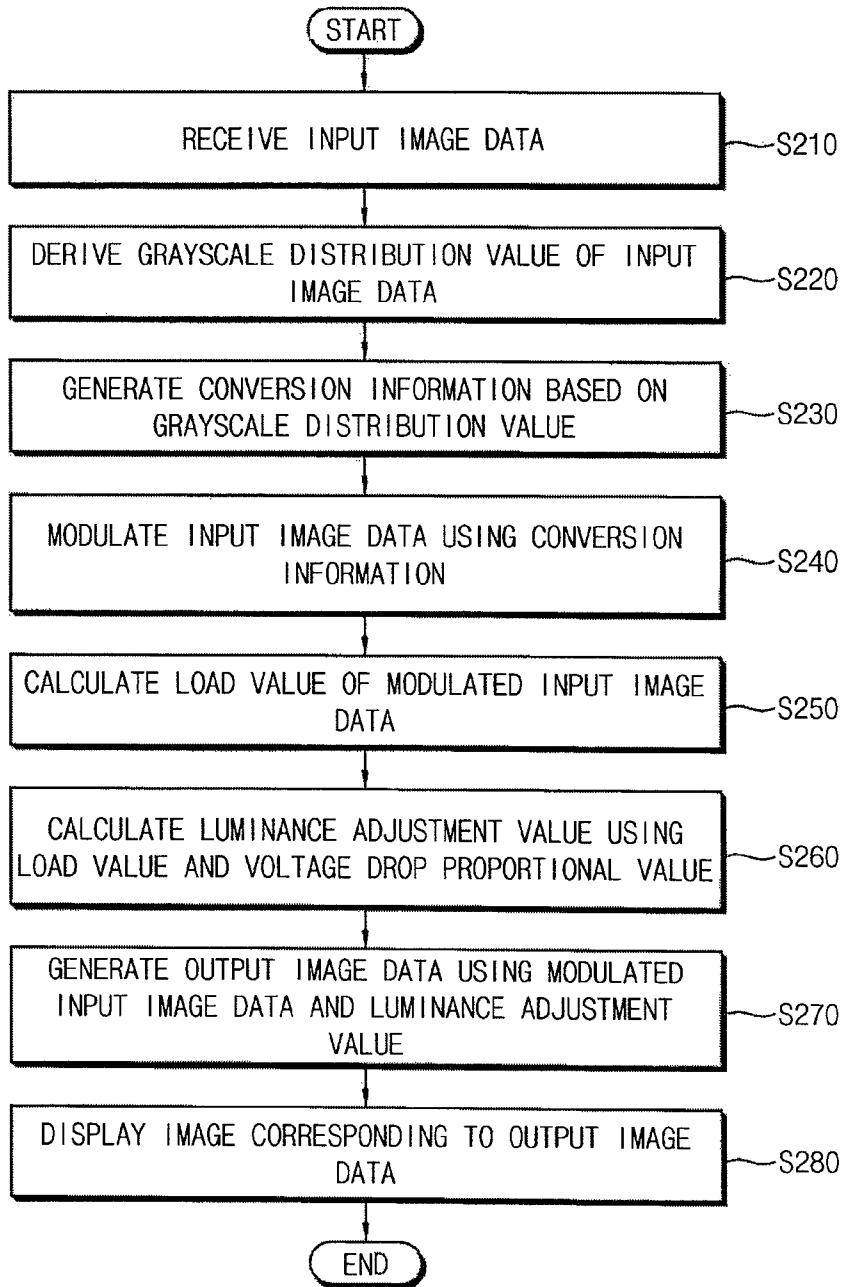 START
RECEIVE INPUT IMAGE DATA
S210
DERIVE GRAYSCALE DISTRIBUTION VALUE OF INPUT
IMAGE DATA
S220
GENERATE CONVERSION INFORMATION BASED ON
GRAYSCALE DISTRIBUTION VALUE
S230
MODULATE INPUT IMAGE DATA USING CONVERSION
INFORMATION
S240
CALCULATE LOAD VALUE OF MODULATED INPUT IMAGE
DATA
S250
CALCULATE LUMINANCE ADJUSTMENT VALUE USING
LOAD VALUE AND VOLTAGE DROP PROPORTIONAL VALUE
S260
GENERATE OUTPUT IMAGE DATA USING MODULATED
INPUT IMAGE DATA AND LUMINANCE ADJUSTMENT
VALUE
S270
DISPLAY IMAGE CORRESPONDING TO OUTPUT IMAGE
DATA
S280
END